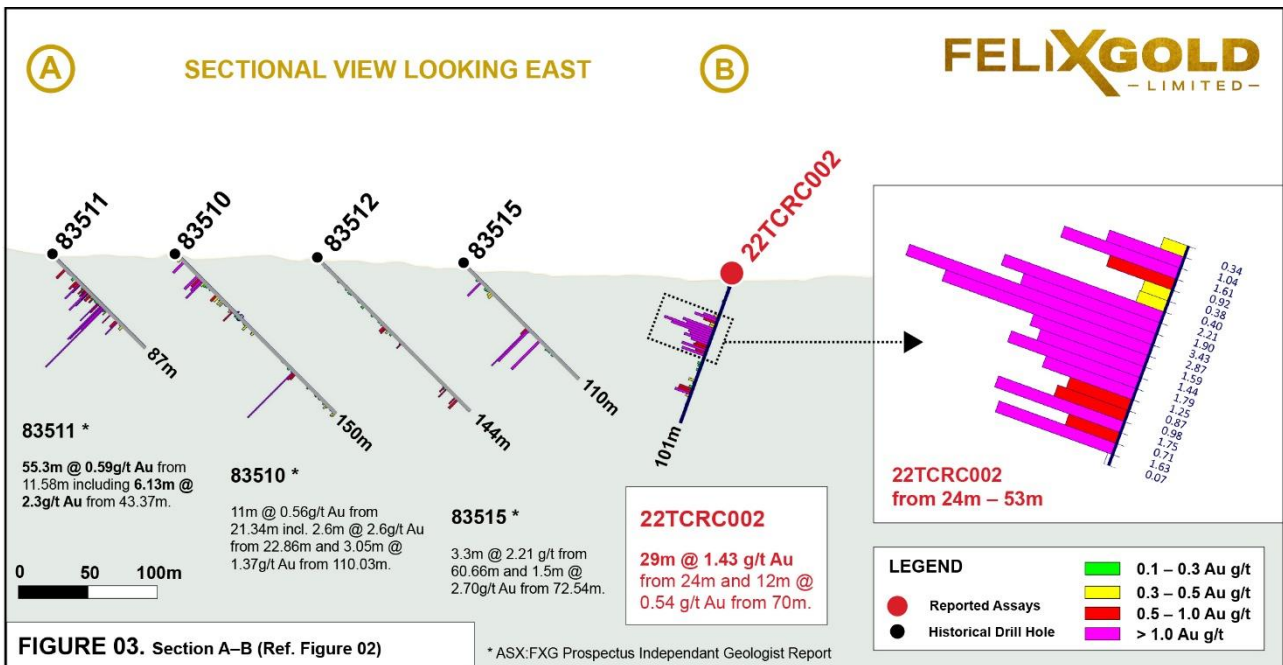 A
SECTIONAL VIEW LOOKING EAST
B
FELIXGOLD
LIMITED
83511
83510
83512
83515
22TCRC002
87m
150m
144m
110m
101m
83511 *
55.3m @ 0.59g/t Au from
11.58m including 6.13m @
2.3g/t Au from 43.37m.
83510 *
11m @ 0.56g/t Au from
21.34m incl. 2.6m @ 2.6g/t Au
from 22.86m and 3.05m @
1.37g/t Au from 110.03m.
83515 *
3.3m @ 2.21 g/t from
60.66m and 1.5m @
2.70g/t Au from 72.54m.
22TCRC002
29m @ 1.43 g/t Au
from 24m and 12m @
0.54 g/t Au from 70m.
0.34
1.04
1.61
0.92
0.38
0.40
2.21
1.90
3.43
2.87
1.59
1.44
1.79
1.25
0.87
0.98
1.75
0.71
1.63
0.07
22TCRC002
from 24m – 53m
0 50 100m
LEGEND
Reported Assays
Historical Drill Hole
0.1 – 0.3 Au g/t
0.3 – 0.5 Au g/t
0.5 – 1.0 Au g/t
> 1.0 Au g/t
FIGURE 03. Section A–B (Ref. Figure 02)
* ASX:FXG Prospectus Independant Geologist Report